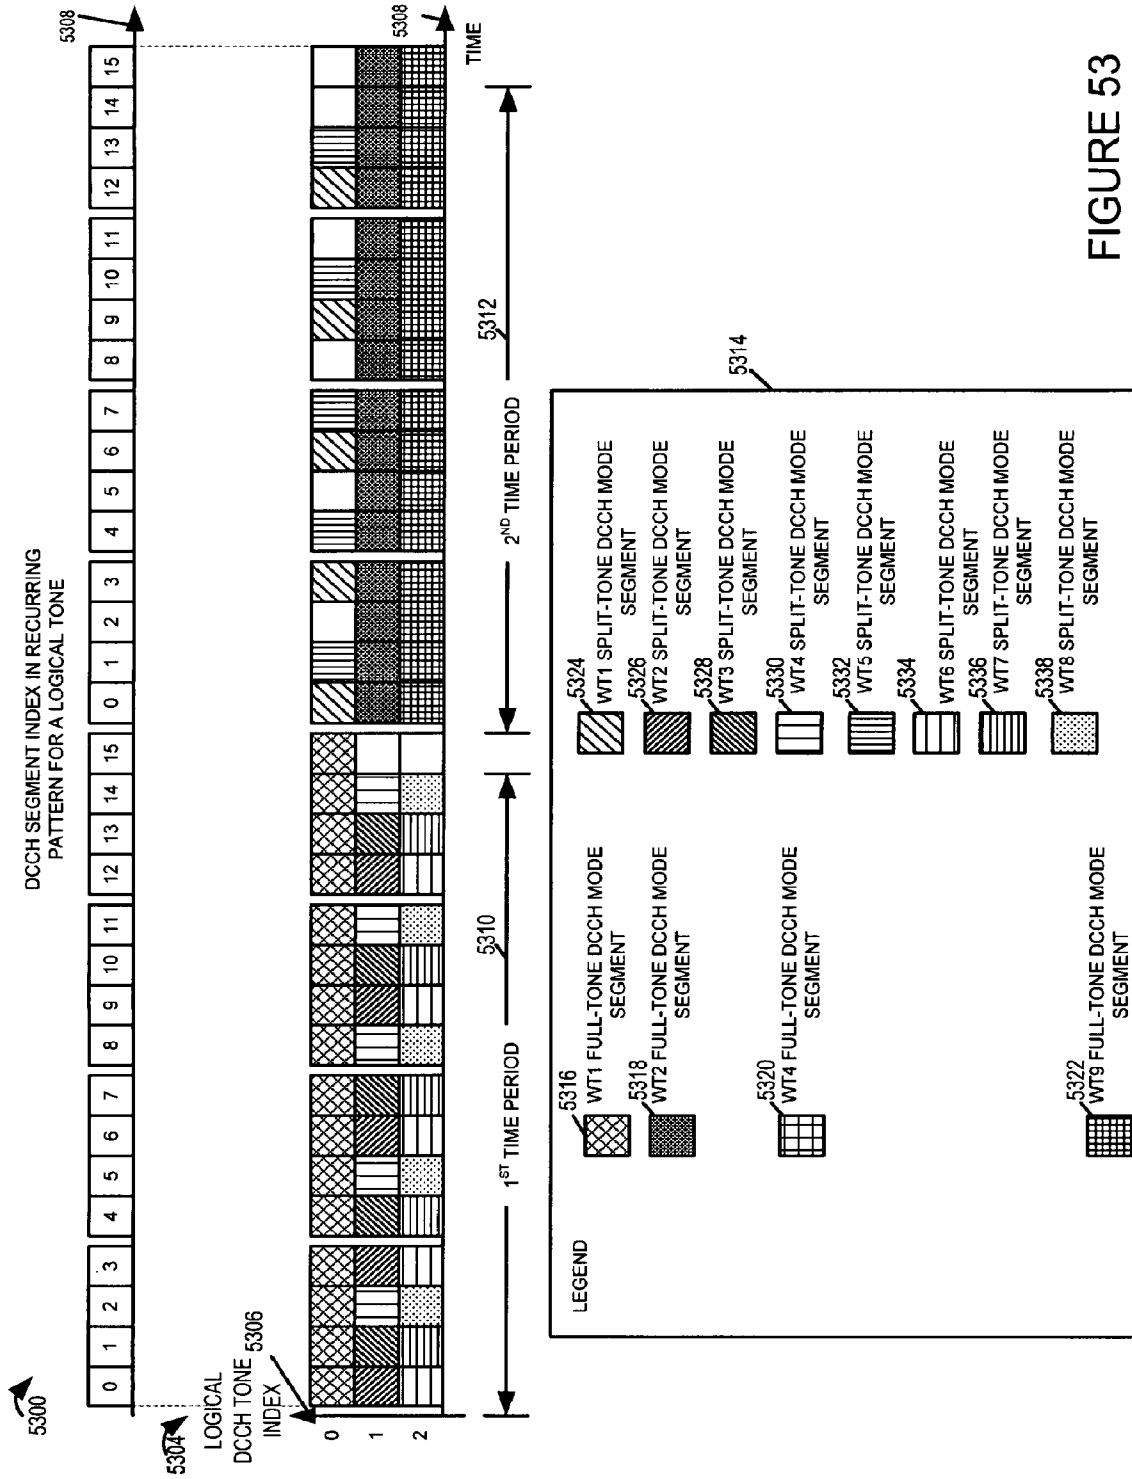 5300
DCCH SEGMENT INDEX IN RECURRING
PATTERN FOR A LOGICAL TONE
0 1 2 3 4 5 6 7 8 9 10 11 12 13 14 15 0 1 2 3 4 5 6 7 8 9 10 11 12 13 14 15
5308
5304
LOGICAL
DCCH TONE
INDEX
5306
0
1
2
5308
TIME
1ST TIME PERIOD
5310
2ND TIME PERIOD
5312
5314
LEGEND
5316
WT1 FULL-TONE DCCH MODE
SEGMENT
5318
WT2 FULL-TONE DCCH MODE
SEGMENT
5320
WT4 FULL-TONE DCCH MODE
SEGMENT
5322
WT9 FULL-TONE DCCH MODE
SEGMENT
5324
WT1 SPLIT-TONE DCCH MODE
SEGMENT
5326
WT2 SPLIT-TONE DCCH MODE
SEGMENT
5328
WT3 SPLIT-TONE DCCH MODE
SEGMENT
5330
WT4 SPLIT-TONE DCCH MODE
SEGMENT
5332
WT5 SPLIT-TONE DCCH MODE
SEGMENT
5334
WT6 SPLIT-TONE DCCH MODE
SEGMENT
5336
WT7 SPLIT-TONE DCCH MODE
SEGMENT
5338
WT8 SPLIT-TONE DCCH MODE
SEGMENT
FIGURE 53